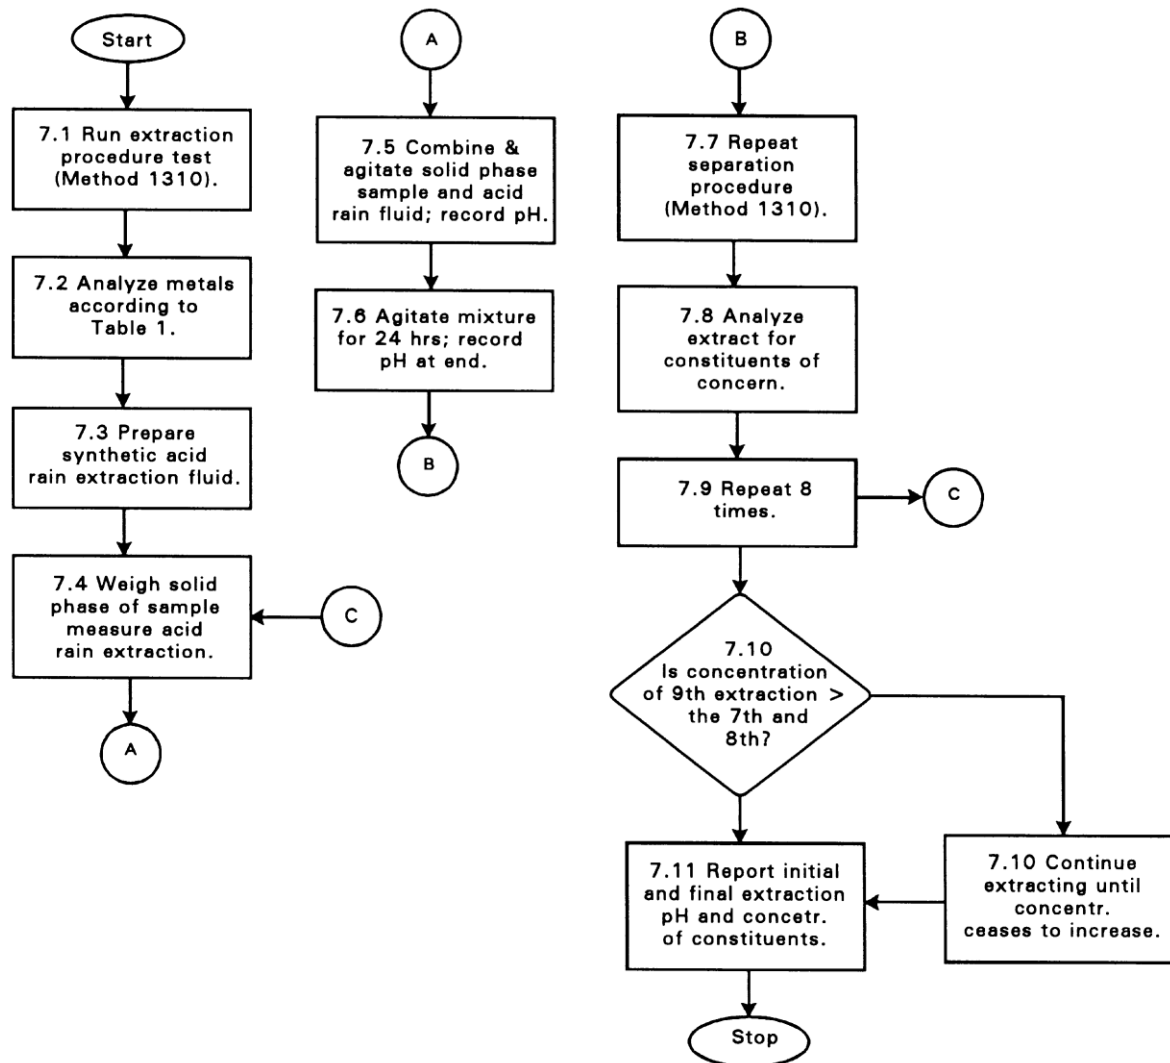 Start
7.1 Run extraction
procedure test
(Method 1310).
7.2 Analyze metals
according to
Table 1.
7.3 Prepare
synthetic acid
rain extraction fluid.
7.4 Weigh solid
phase of sample
measure acid
rain extraction.
C
A
A
7.5 Combine &
agitate solid phase
sample and acid
rain fluid; record pH.
7.6 Agitate mixture
for 24 hrs; record
pH at end.
B
B
7.7 Repeat
separation
procedure
(Method 1310).
7.8 Analyze
extract for
constituents of
concern.
7.9 Repeat 8
times.
C
7.10
Is concentration
of 9th extraction >
the 7th and
8th?
7.10 Continue
extracting until
concentr.
ceases to increase.
7.11 Report initial
and final extraction
pH and concetr.
of constituents.
Stop